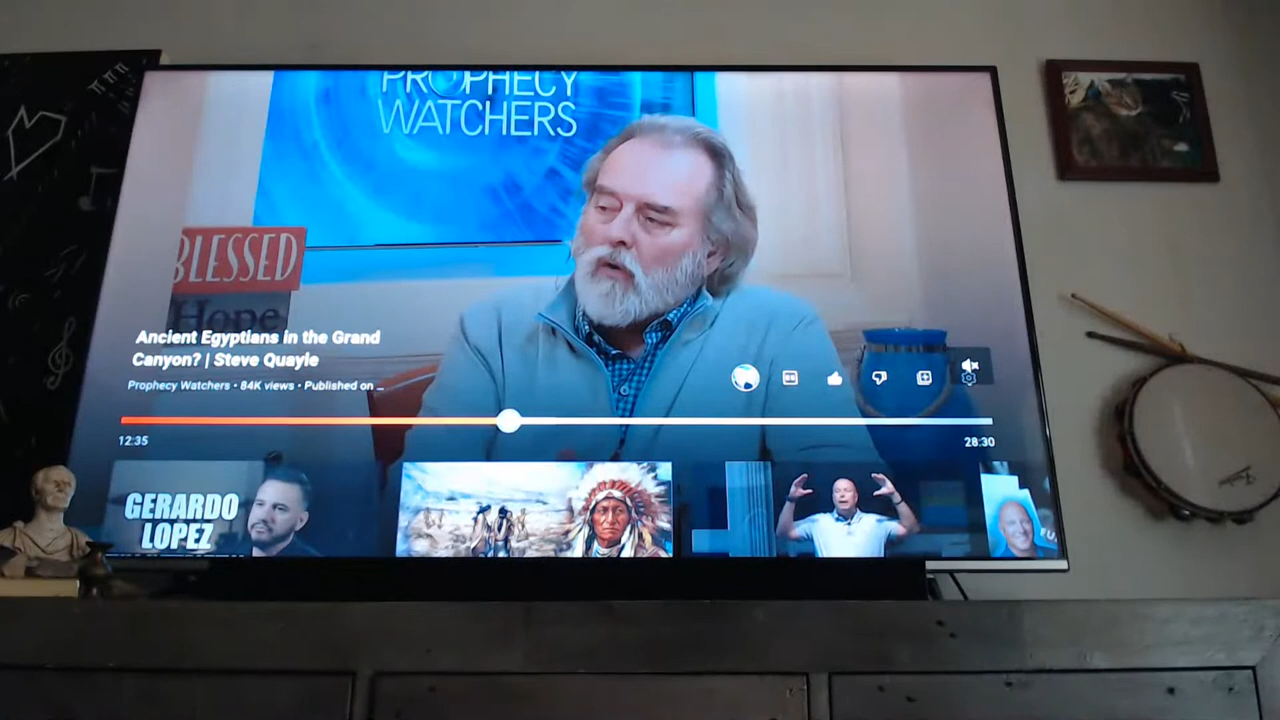 PROPHECY
WATCHERS
BLESSED
Hope
Ancient Egyptians in the Grand
Canyon? | Steve Quayle
Prophecy Watchers • 84K views • Published on ...
12:35
28:30
GERARDO
LOPEZ